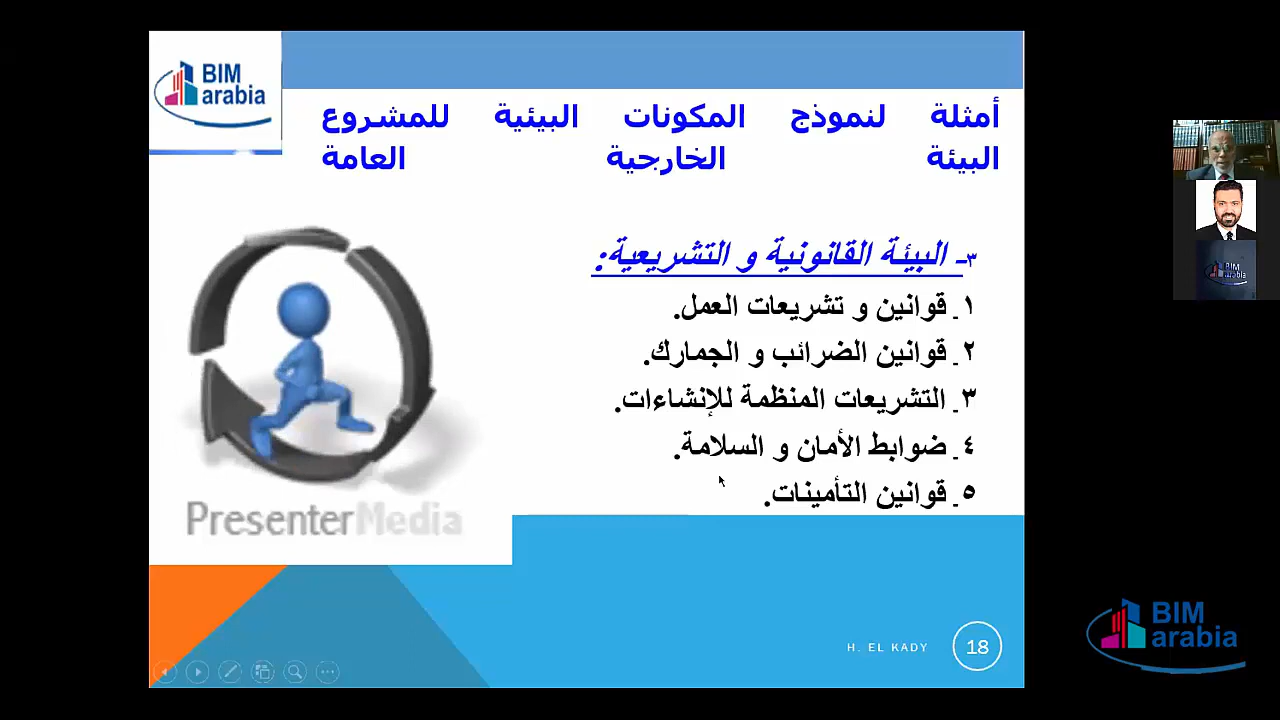 BIM
arabia
أمثلة لنموذج المكونات البيئية للمشروع
البيئة الخارجية العامة
٣ـ البيئة القانونية و التشريعية:
١ـ قوانين و تشريعات العمل.
٢ـ قوانين الضرائب و الجمارك.
٣ـ التشريعات المنظمة للإنشاءات.
٤ـ ضوابط الأمان و السلامة.
٥ـ قوانين التأمينات.
PresenterMedia
H. EL KADY
18
BIM
arabia
BIM
arabia